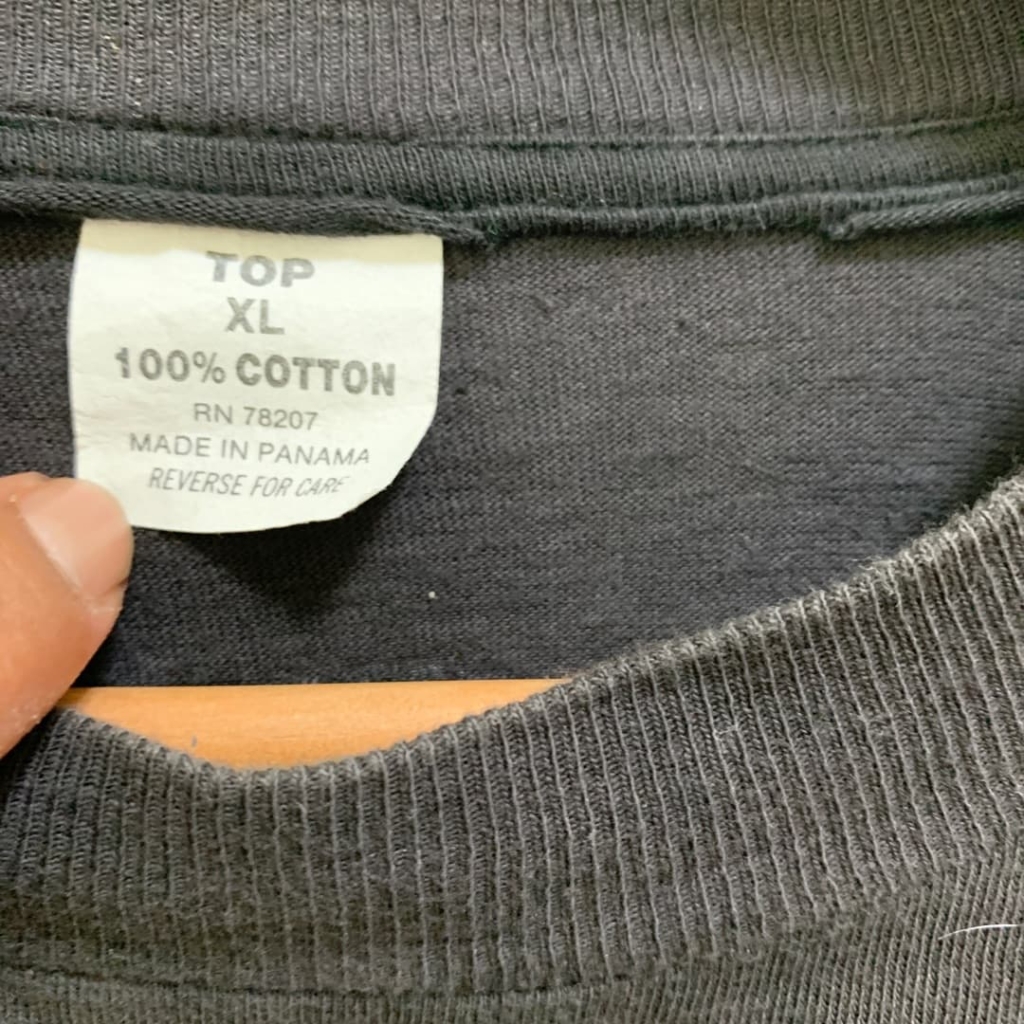 TOP
XL
100% COTTON
RN 78207
MADE IN PANAMA
REVERSE FOR CARE